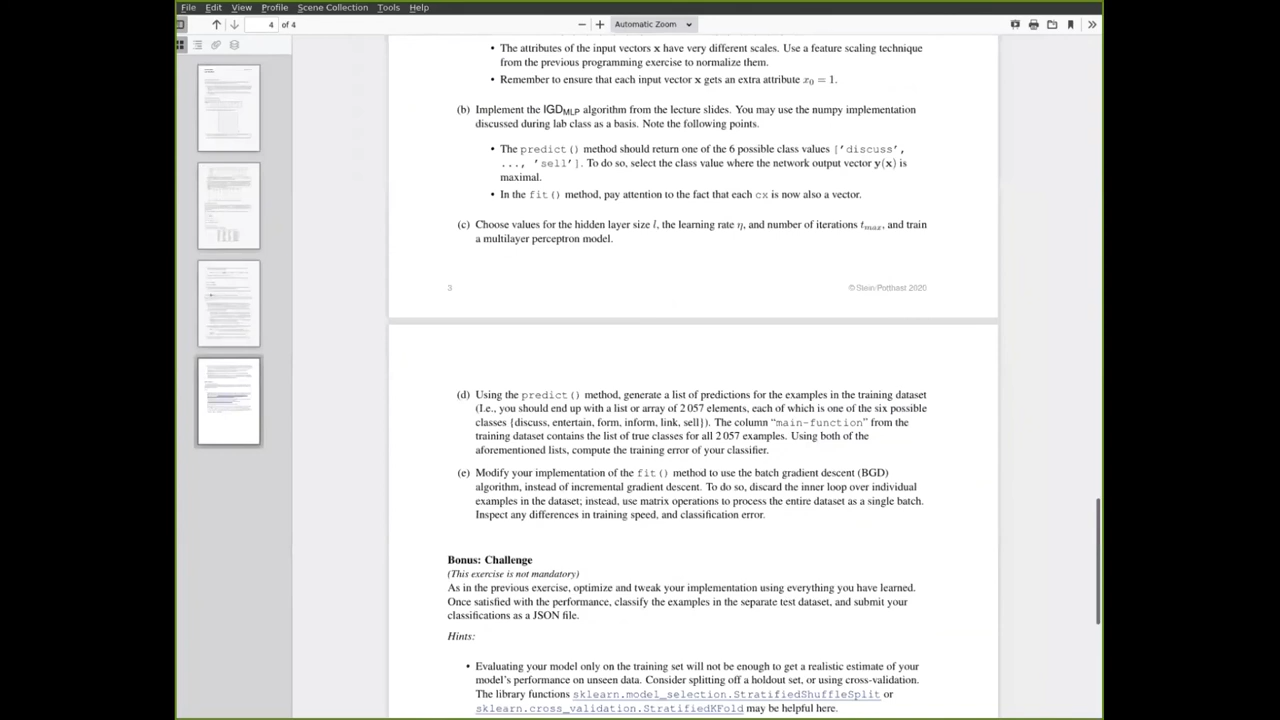 File Edit View Profile Scene Collection Tools Help
4 of 4 Automatic Zoom
• The attributes of the input vectors x have very different scales. Use a feature scaling technique
from the previous programming exercise to normalize them.
• Remember to ensure that each input vector x gets an extra attribute x₀ = 1.
(b) Implement the IGD_MLP algorithm from the lecture slides. You may use the numpy implementation
discussed during lab class as a basis. Note the following points.
• The predict() method should return one of the 6 possible class values ['discuss',
..., 'sell']. To do so, select the class value where the network output vector y(x) is
maximal.
• In the fit() method, pay attention to the fact that each cx is now also a vector.
(c) Choose values for the hidden layer size l, the learning rate η, and number of iterations t_max, and train
a multilayer perceptron model.
3 © Stein/Potthast 2020
(d) Using the predict() method, generate a list of predictions for the examples in the training dataset
(I.e., you should end up with a list or array of 2 057 elements, each of which is one of the six possible
classes {discuss, entertain, form, inform, link, sell}). The column “main-function” from the
training dataset contains the list of true classes for all 2 057 examples. Using both of the
aforementioned lists, compute the training error of your classifier.
(e) Modify your implementation of the fit() method to use the batch gradient descent (BGD)
algorithm, instead of incremental gradient descent. To do so, discard the inner loop over individual
examples in the dataset; instead, use matrix operations to process the entire dataset as a single batch.
Inspect any differences in training speed, and classification error.
Bonus: Challenge
(This exercise is not mandatory)
As in the previous exercise, optimize and tweak your implementation using everything you have learned.
Once satisfied with the performance, classify the examples in the separate test dataset, and submit your
classifications as a JSON file.
Hints:
• Evaluating your model only on the training set will not be enough to get a realistic estimate of your
model’s performance on unseen data. Consider splitting off a holdout set, or using cross-validation.
The library functions sklearn.model_selection.StratifiedShuffleSplit or
sklearn.cross_validation.StratifiedKFold may be helpful here.